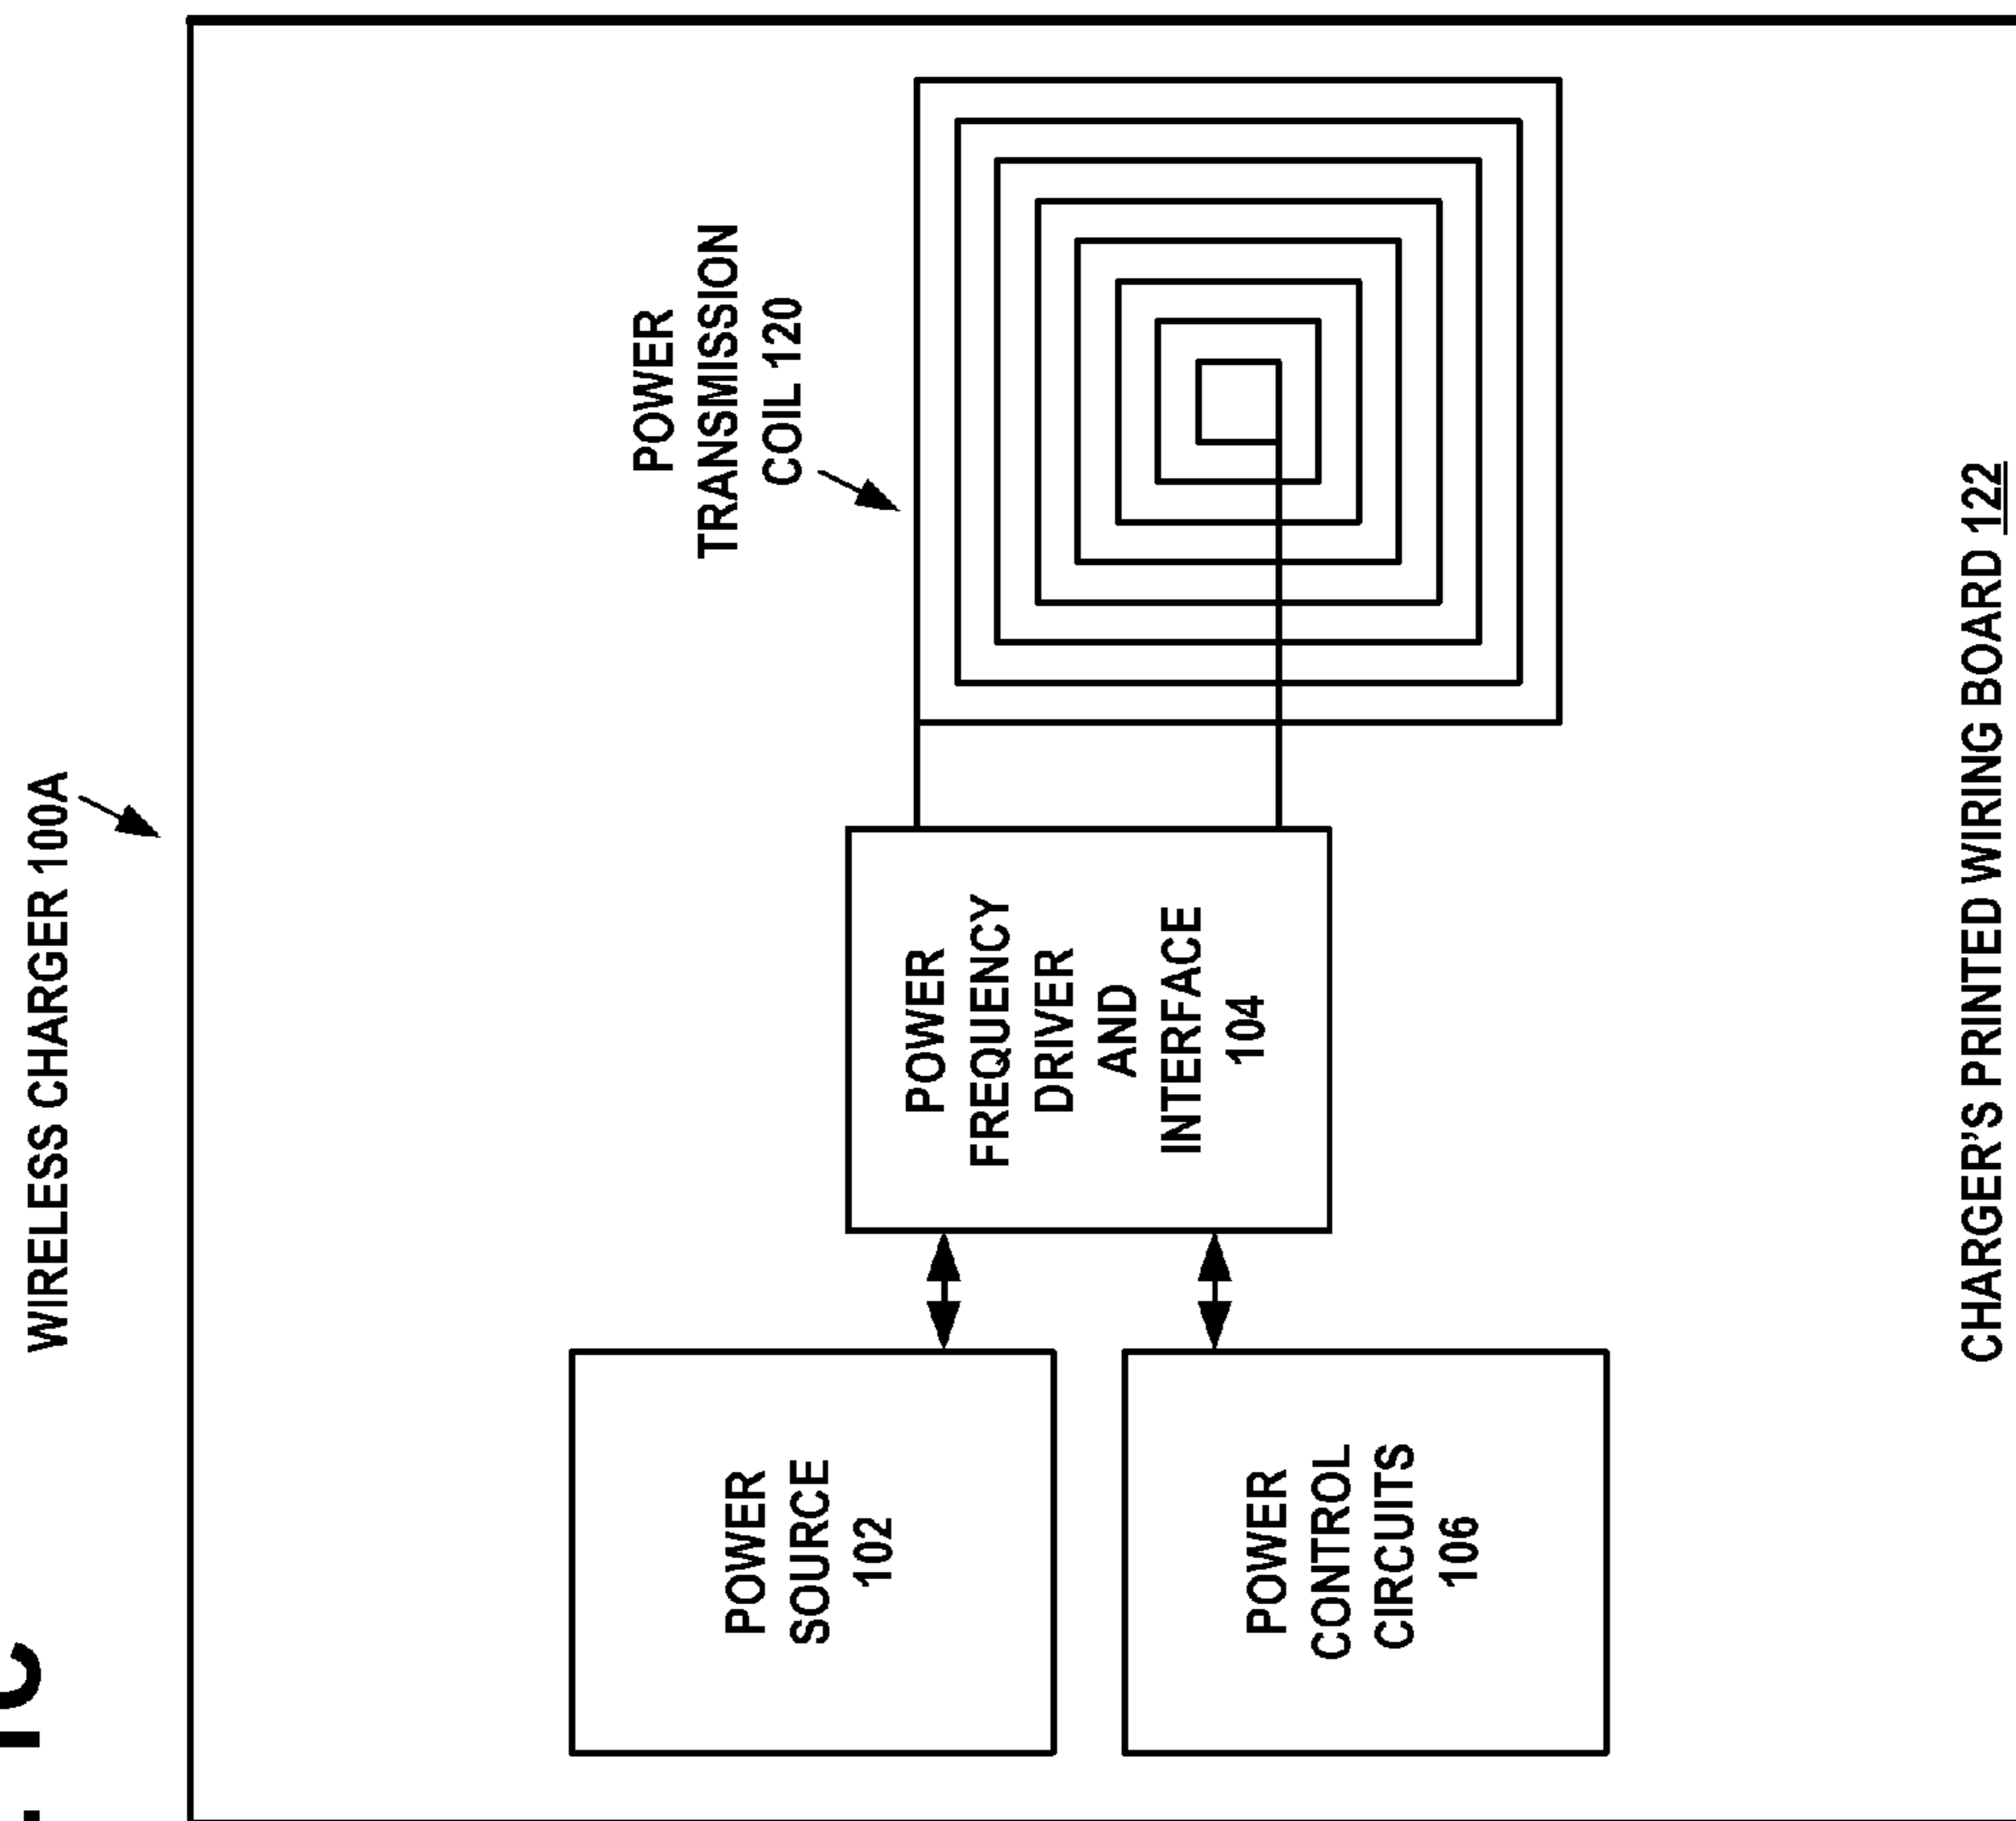 WIRELESS CHARGER 100A
POWER
TRANSMISSION
COIL 120
POWER
FREQUENCY
DRIVER
AND
INTERFACE
104
POWER
SOURCE
102
POWER
CONTROL
CIRCUITS
106
CHARGER'S PRINTED WIRING BOARD 122